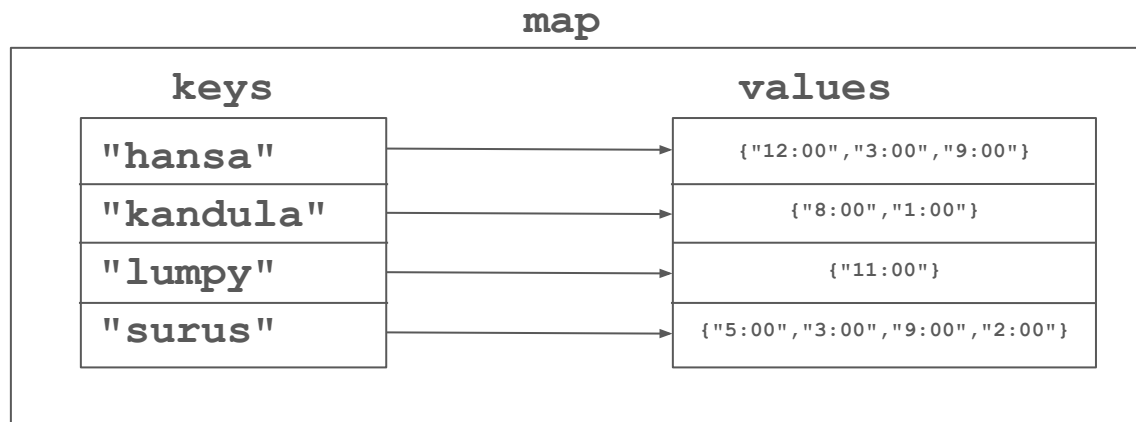 map
keys values
"hansa" {"12:00","3:00","9:00"}
"kandula" {"8:00","1:00"}
"lumpy" {"11:00"}
"surus" {"5:00","3:00","9:00","2:00"}